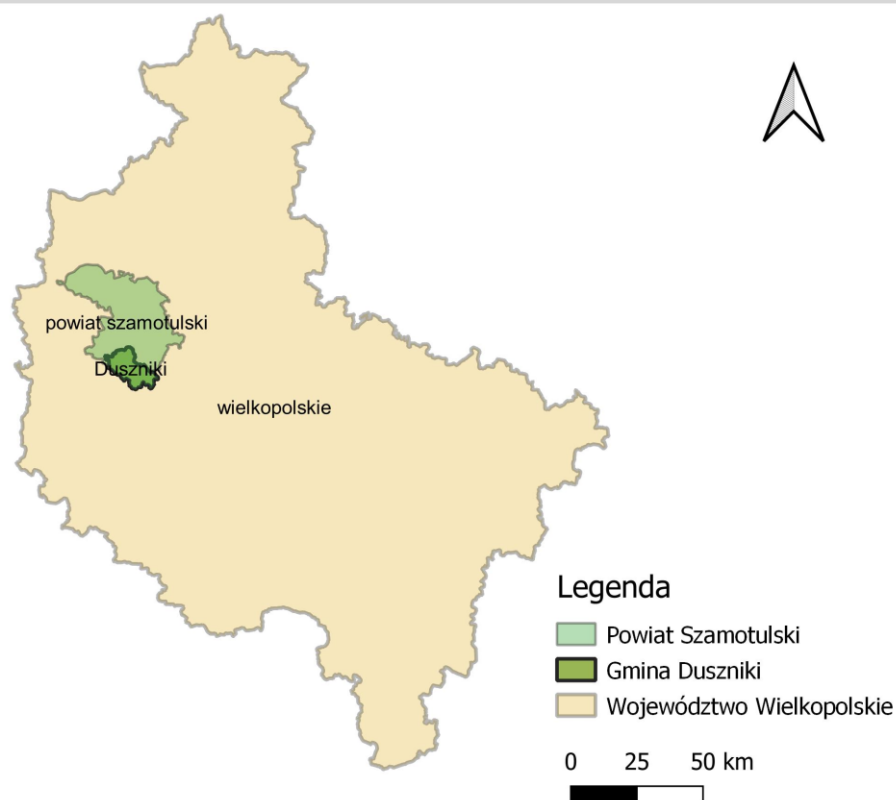 powiat szamotulski
Duszniki
wielkopolskie
Legenda
Powiat Szamotulski
Gmina Duszniki
Województwo Wielkopolskie
0 25 50 km